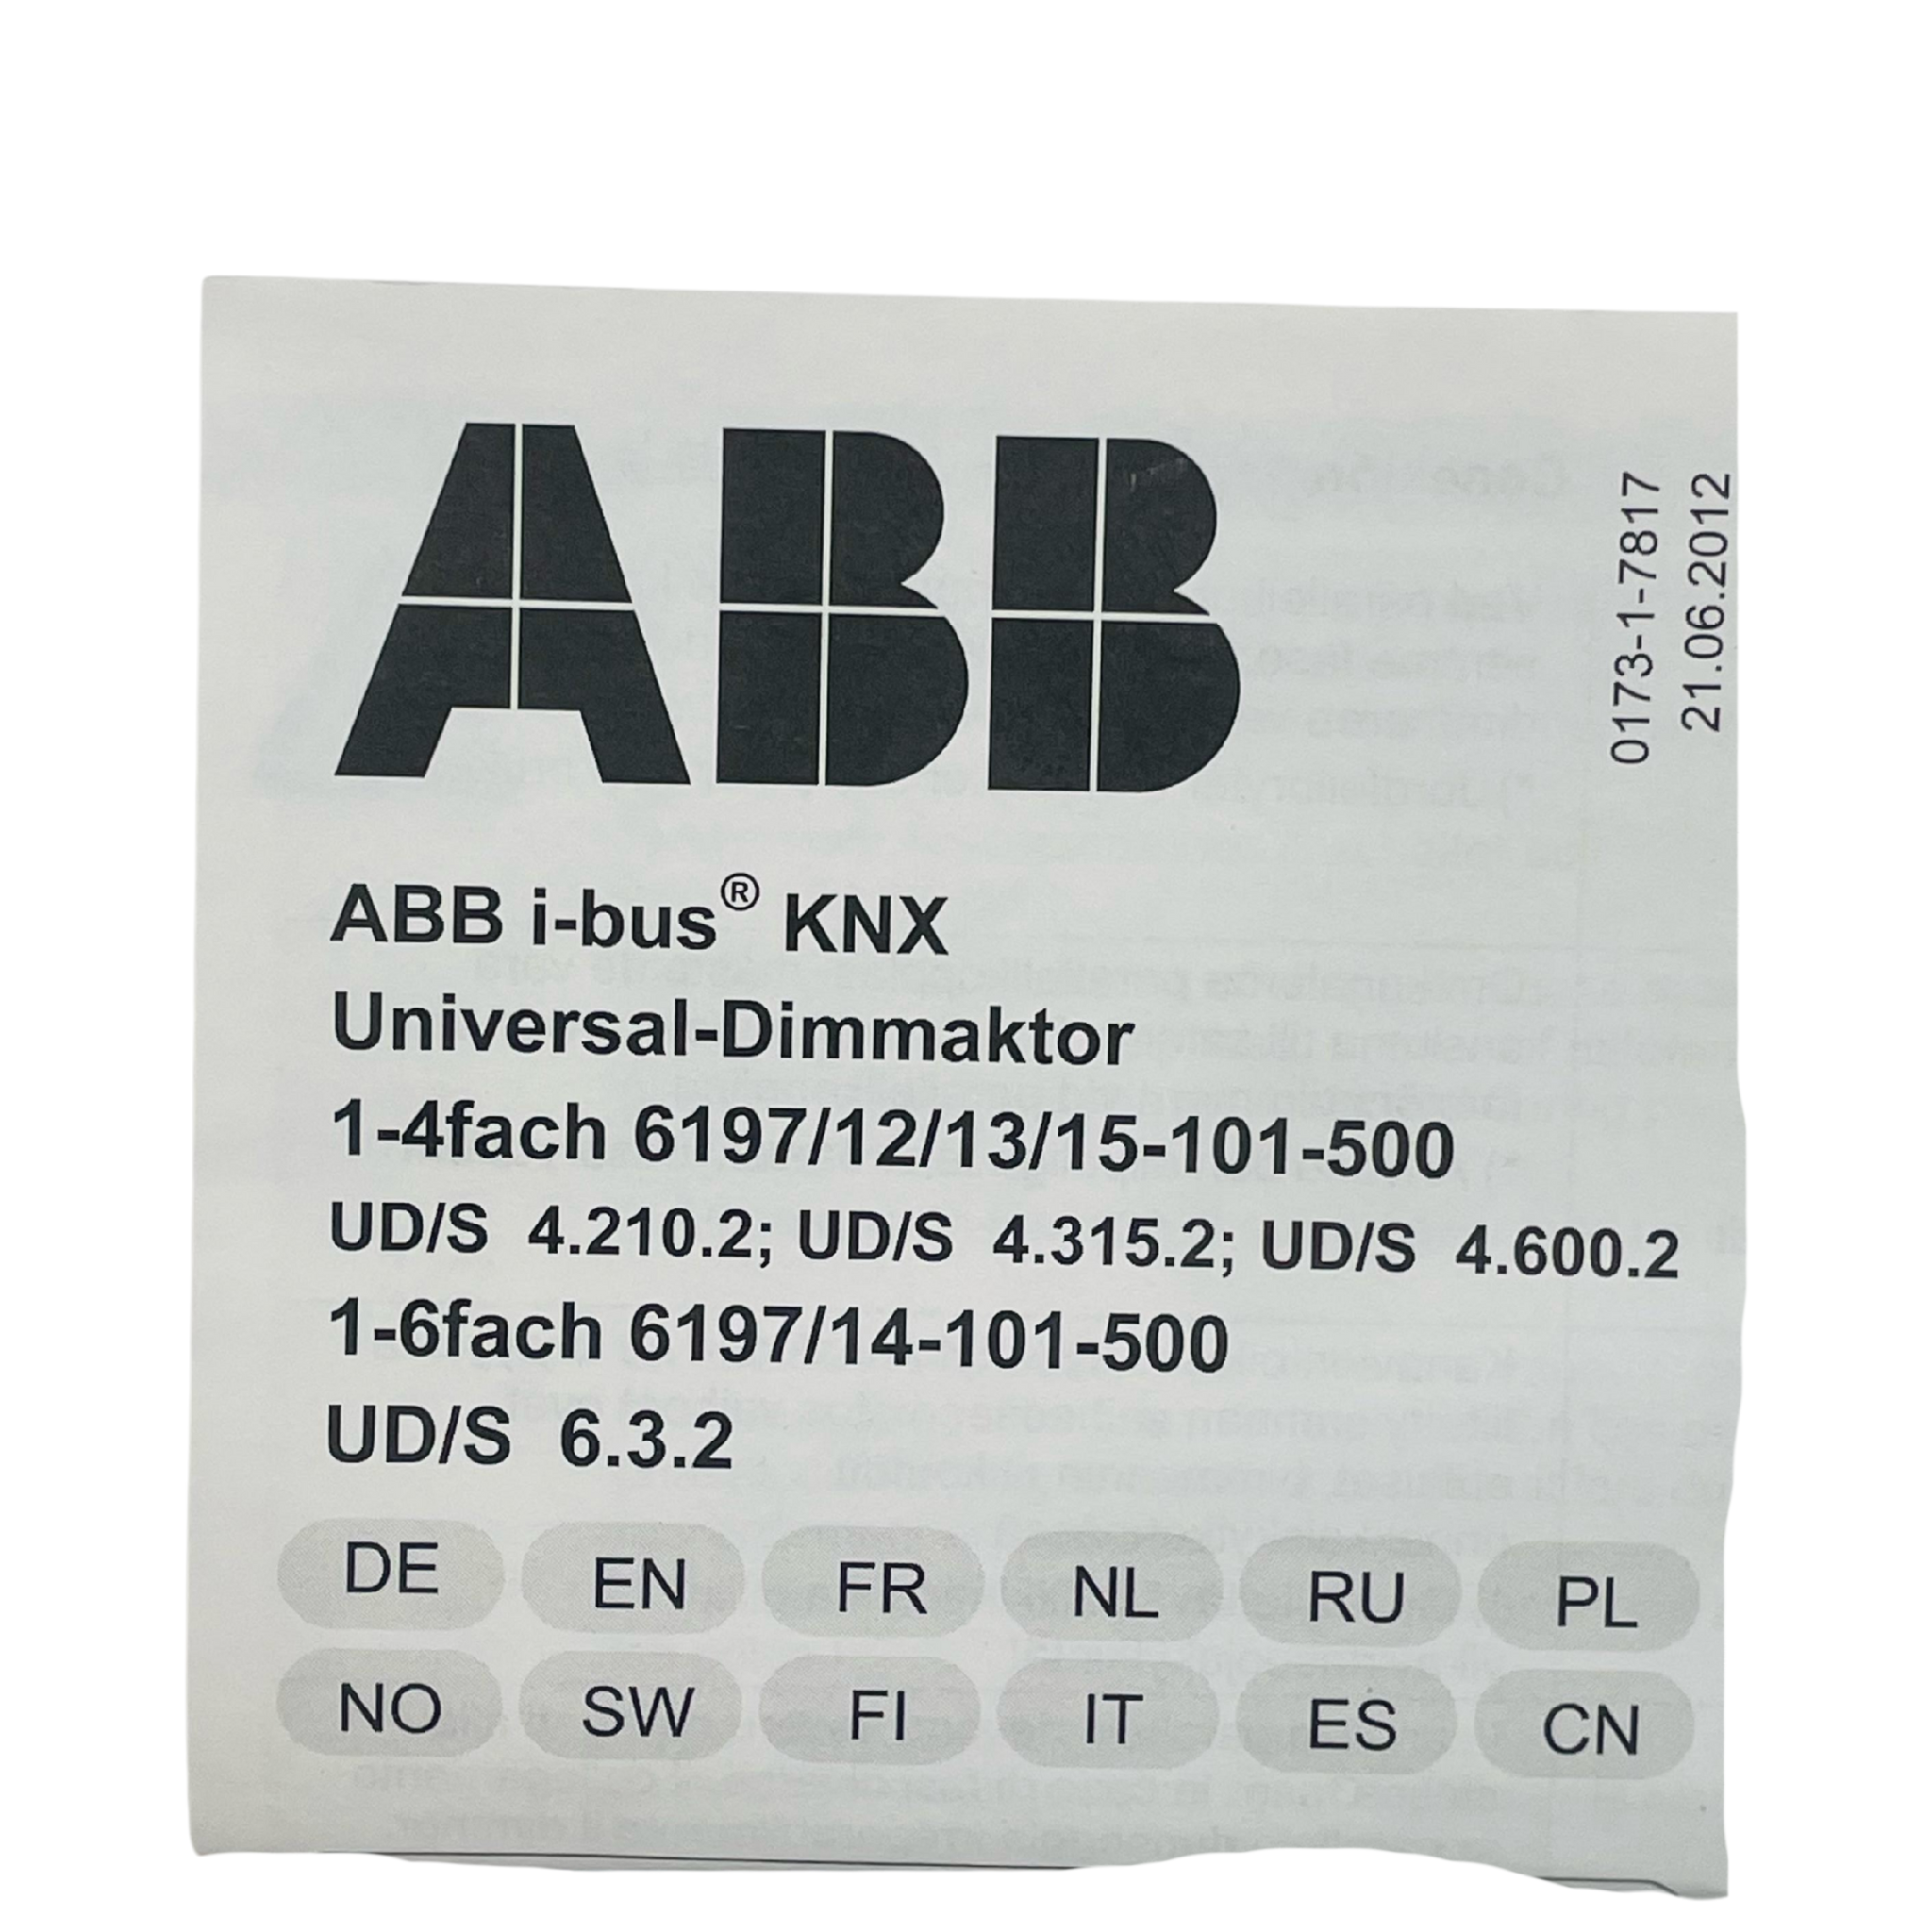 ABB
0173-1-7817
21.06.2012
ABB i-bus® KNX
Universal-Dimmaktor
1-4fach 6197/12/13/15-101-500
UD/S 4.210.2; UD/S 4.315.2; UD/S 4.600.2
1-6fach 6197/14-101-500
UD/S 6.3.2
DE EN FR NL RU PL
NO SW FI IT ES CN